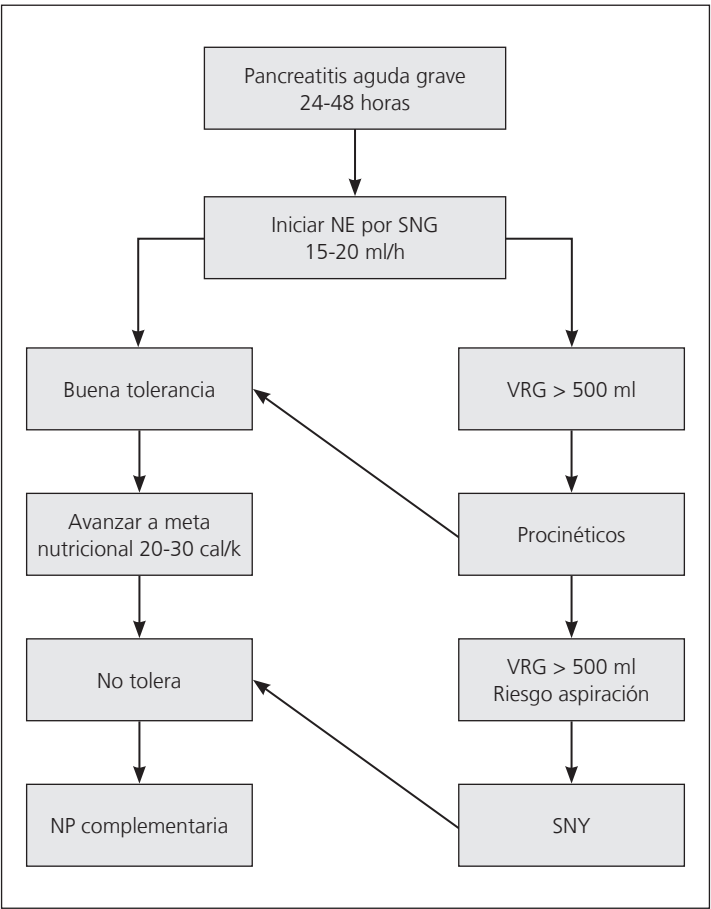 Pancreatitis aguda grave
24-48 horas
Iniciar NE por SNG
15-20 ml/h
Buena tolerancia
VRG > 500 ml
Avanzar a meta
nutricional 20-30 cal/k
Procinéticos
No tolera
VRG > 500 ml
Riesgo aspiración
NP complementaria
SNY